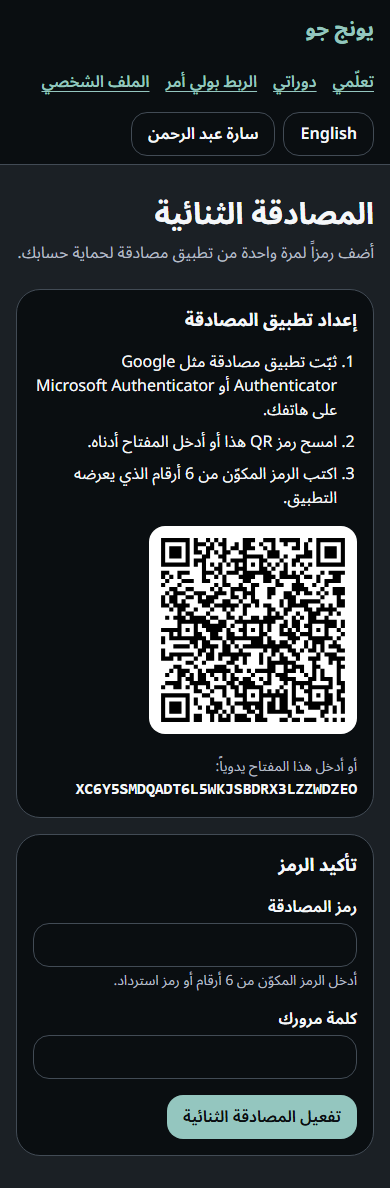 يونج جو
تعلّمي
دوراتي
الربط بولي أمر
الملف الشخصي
English
سارة عبد الرحمن
المصادقة الثنائية
أضف رمزاً لمرة واحدة من تطبيق مصادقة لحماية حسابك.
إعداد تطبيق المصادقة
1. ثبّت تطبيق مصادقة مثل Google
Authenticator أو Microsoft Authenticator
على هاتفك.
2. امسح رمز QR هذا أو أدخل المفتاح أدناه.
3. اكتب الرمز المكوّن من 6 أرقام الذي يعرضه
التطبيق.
أو أدخل هذا المفتاح يدوياً:
XC6Y5SMDQADT6L5WKJSBDRX3LZZWDZEO
تأكيد الرمز
رمز المصادقة
أدخل الرمز المكوّن من 6 أرقام أو رمز استرداد.
كلمة مرورك
تفعيل المصادقة الثنائية